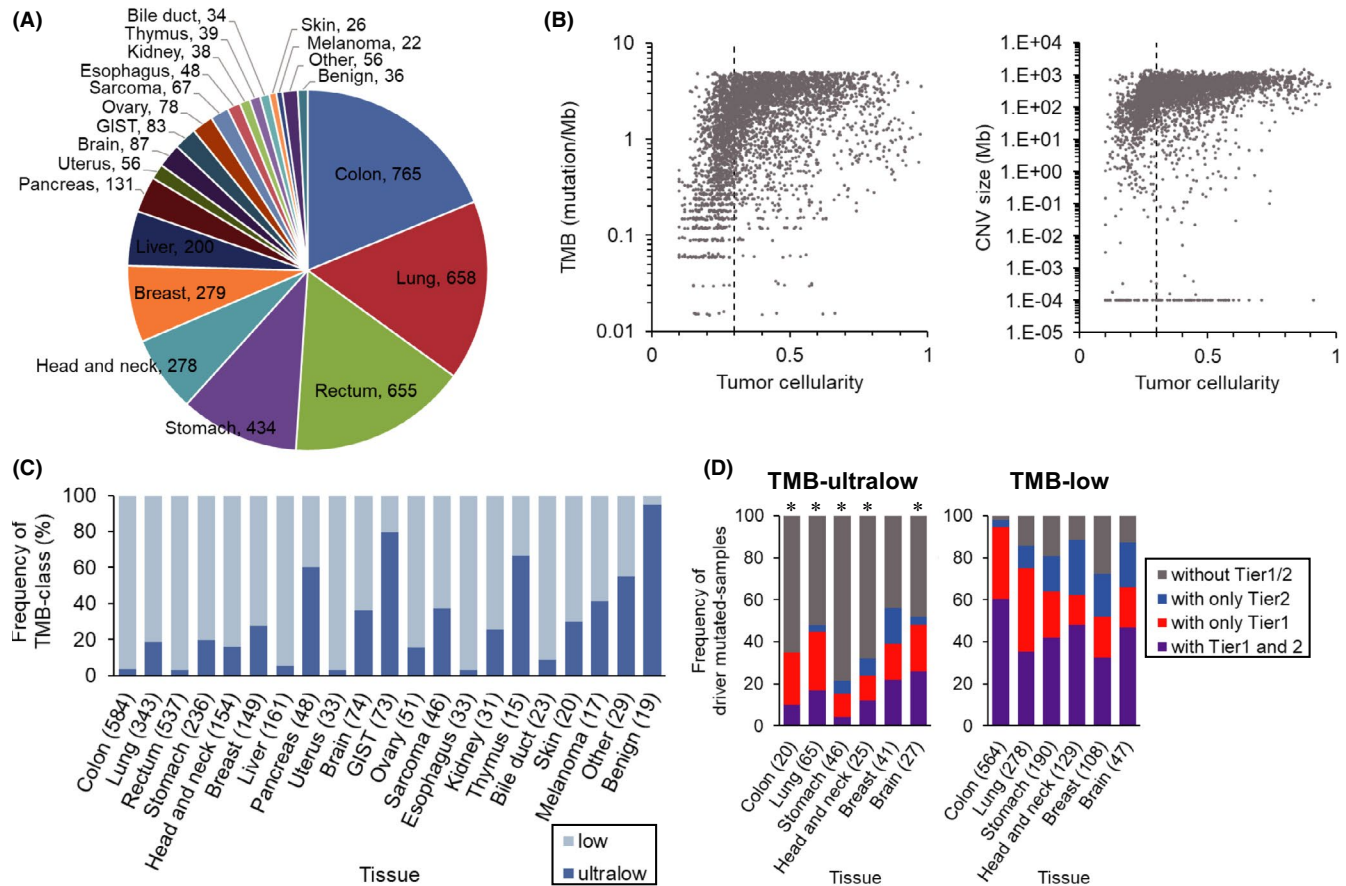 (A)
Bile duct, 34
Thymus, 39
Kidney, 38
Esophagus, 48
Sarcoma, 67
Ovary, 78
GIST, 83
Brain, 87
Uterus, 56
Pancreas, 131
Liver, 200
Breast, 279
Head and neck, 278
Stomach, 434
Rectum, 655
Lung, 658
Colon, 765
Skin, 26
Melanoma, 22
Other, 56
Benign, 36
(B)
TMB (mutation/Mb)
10
1
0.1
0.01
0
0.5
1
Tumor cellularity
CNV size (Mb)
1.E+04
1.E+03
1.E+02
1.E+01
1.E+00
1.E-01
1.E-02
1.E-03
1.E-04
1.E-05
0
0.5
1
Tumor cellularity
(C)
Frequency of
TMB-class (%)
100
80
60
40
20
0
Colon (584)
Lung (343)
Rectum (537)
Stomach (236)
Head and neck (154)
Breast (149)
Liver (161)
Pancreas (48)
Uterus (33)
Brain (74)
GIST (73)
Ovary (51)
Sarcoma (46)
Esophagus (33)
Kidney (31)
Thymus (15)
Bile duct (23)
Skin (20)
Melanoma (17)
Other (29)
Benign (19)
Tissue
low
ultralow
(D)
TMB-ultralow
* * * * *
Frequency of
driver mutated-samples
100
80
60
40
20
0
Colon (20)
Lung (65)
Stomach (46)
Head and neck (25)
Breast (41)
Brain (27)
Tissue
TMB-low
100
80
60
40
20
0
Colon (564)
Lung (278)
Stomach (190)
Head and neck (129)
Breast (108)
Brain (47)
Tissue
without Tier1/2
with only Tier2
with only Tier1
with Tier1 and 2